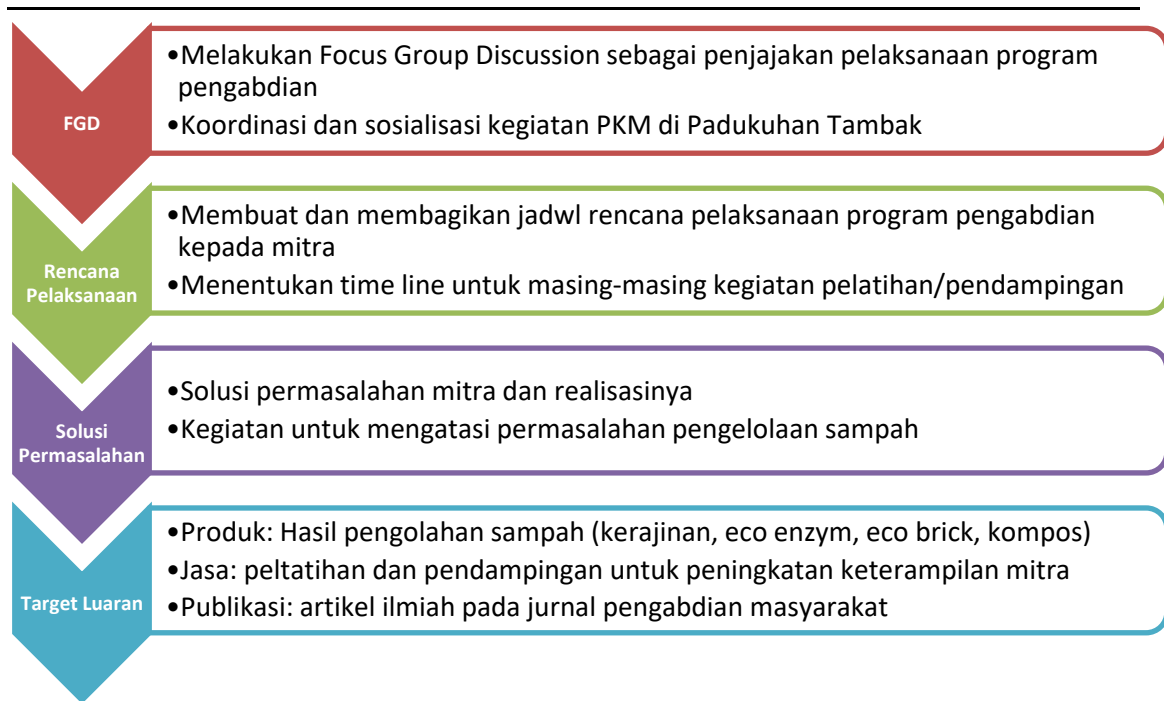 FGD
•Melakukan Focus Group Discussion sebagai penjajakan pelaksanaan program
pengabdian
•Koordinasi dan sosialisasi kegiatan PKM di Padukuhan Tambak
Rencana
Pelaksanaan
•Membuat dan membagikan jadwl rencana pelaksanaan program pengabdian
kepada mitra
•Menentukan time line untuk masing-masing kegiatan pelatihan/pendampingan
Solusi
Permasalahan
•Solusi permasalahan mitra dan realisasinya
•Kegiatan untuk mengatasi permasalahan pengelolaan sampah
Target Luaran
•Produk: Hasil pengolahan sampah (kerajinan, eco enzym, eco brick, kompos)
•Jasa: peltatihan dan pendampingan untuk peningkatan keterampilan mitra
•Publikasi: artikel ilmiah pada jurnal pengabdian masyarakat